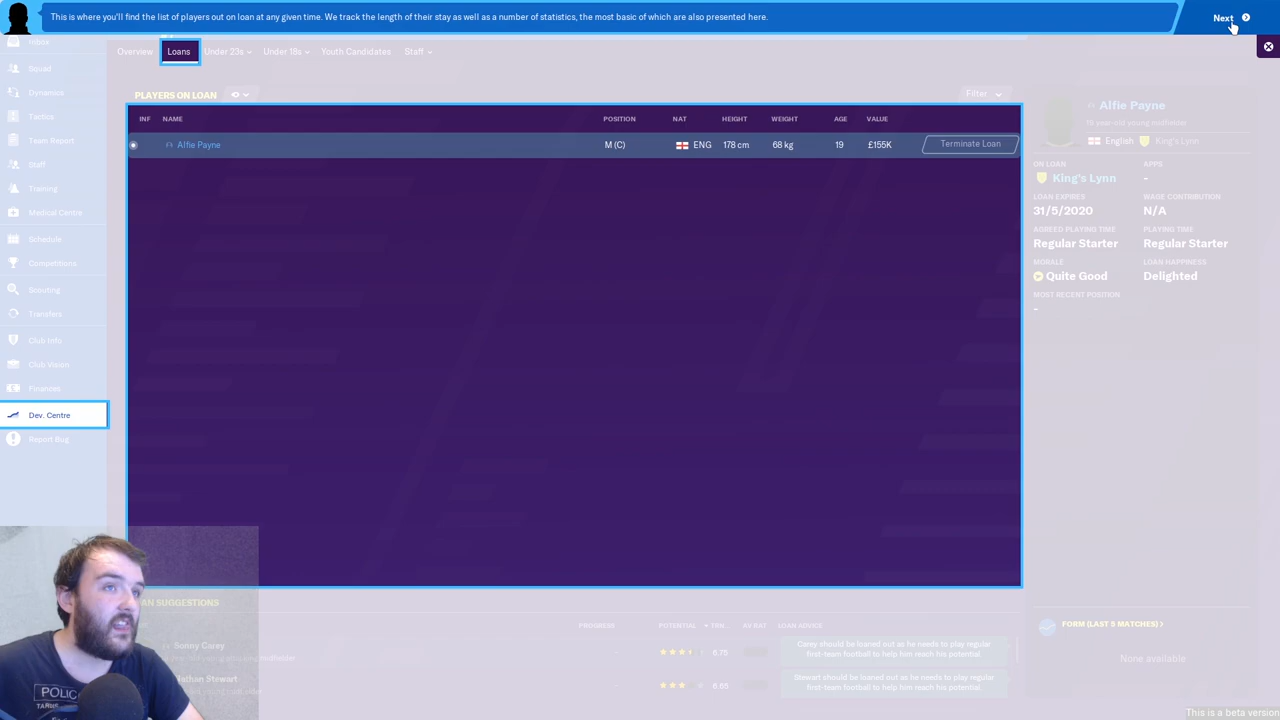 This is where you'll find the list of players out on loan at any given time. We track the length of their stay as well as a number of statistics, the most basic of which are also presented here.
Next
Inbox
Squad
Dynamics
Tactics
Team Report
Staff
Training
Medical Centre
Schedule
Competitions
Scouting
Transfers
Club Info
Club Vision
Finances
Dev. Centre
Report Bug
Overview Loans Under 23s Under 18s Youth Candidates Staff
PLAYERS ON LOAN
Filter
INF NAME POSITION NAT HEIGHT WEIGHT AGE VALUE
Alfie Payne M (C) ENG 178 cm 68 kg 19 £155K Terminate Loan
Alfie Payne
19 year-old young midfielder
English King's Lynn
ON LOAN APPS
King's Lynn -
LOAN EXPIRES WAGE CONTRIBUTION
31/5/2020 N/A
AGREED PLAYING TIME PLAYING TIME
Regular Starter Regular Starter
MORALE LOAN HAPPINESS
Quite Good Delighted
MOST RECENT POSITION
-
FORM (LAST 5 MATCHES) >
None available
SUGGESTIONS
PROGRESS POTENTIAL AV RAT LOAN ADVICE
Sonny Carey
midfielder
6.75
Carey should be loaned out as he needs to play regular
first-team football to help him reach his potential
Stewart
6.88
Stewart should be loaned out as he needs to play regular
first-team football to help him reach his potential.
POLIC
This is a beta version